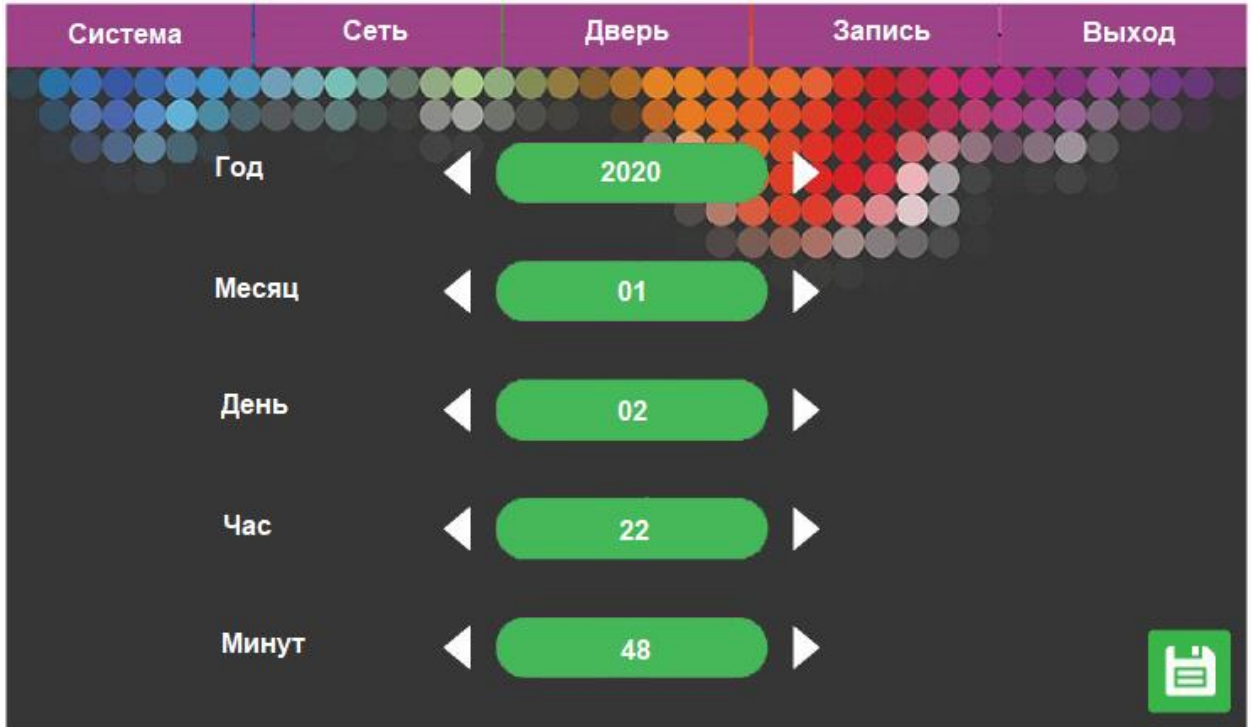 Система Сеть Дверь Запись Выход
Год 2020
Месяц 01
День 02
Час 22
Минут 48